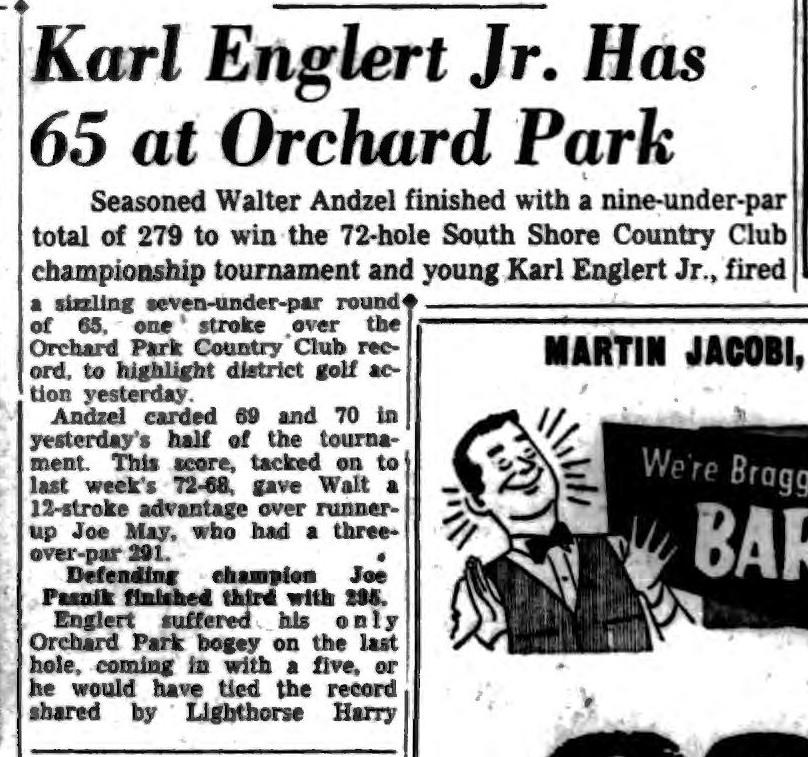 Karl Englert Jr. Has
65 at Orchard Park
Seasoned Walter Andzel finished with a nine-under-par
total of 279 to win the 72-hole South Shore Country Club
championship tournament and young Karl Englert Jr., fired
a sizzling seven-under-par round
of 65, one stroke over the
Orchard Park Country Club rec-
ord, to highlight district golf ac-
tion yesterday.
Andzel carded 69 and 70 in
yesterday's half of the tourna-
ment. This score, tacked on to
last week's 72-68, gave Walt a
12-stroke advantage over runner-
up Joe May, who had a three-
over-par 291.
Defending champion Joe
Pasnik finished third with 295.
Englert suffered his only
Orchard Park bogey on the last
hole, coming in with a five, or
he would have tied the record
shared by Lighthorse Harry
MARTIN JACOBI,
We're Bragg
BAR